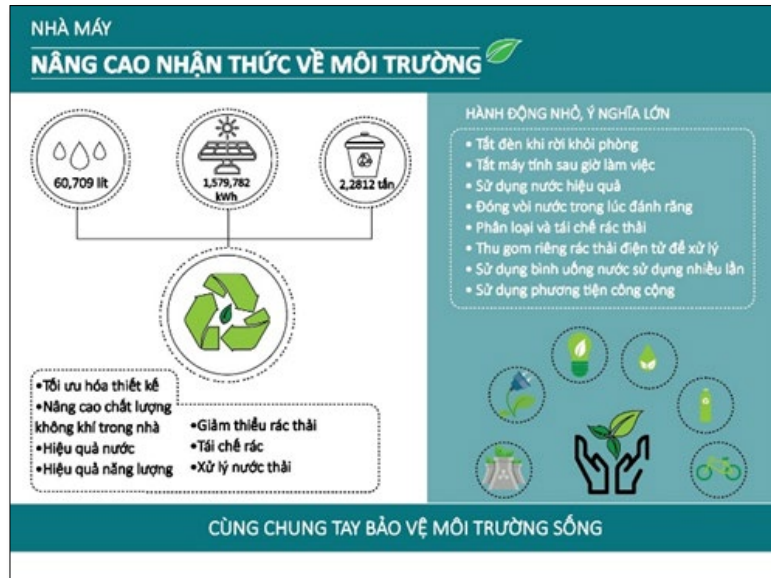 NHÀ MÁY
NÂNG CAO NHẬN THỨC VỀ MÔI TRƯỜNG
60,709 lít
1,579,782
kWh
2,2812 tấn
•Tối ưu hóa thiết kế
•Nâng cao chất lượng
không khí trong nhà
•Hiệu quả nước
•Hiệu quả năng lượng
•Giảm thiểu rác thải
•Tái chế rác
•Xử lý nước thải
HÀNH ĐỘNG NHỎ, Ý NGHĨA LỚN
• Tắt đèn khi rời khỏi phòng
• Tắt máy tính sau giờ làm việc
• Sử dụng nước hiệu quả
• Đóng vòi nước trong lúc đánh răng
• Phân loại và tái chế rác thải
• Thu gom riêng rác thải điện tử để xử lý
• Sử dụng bình uống nước sử dụng nhiều lần
• Sử dụng phương tiện công cộng
CÙNG CHUNG TAY BẢO VỆ MÔI TRƯỜNG SỐNG